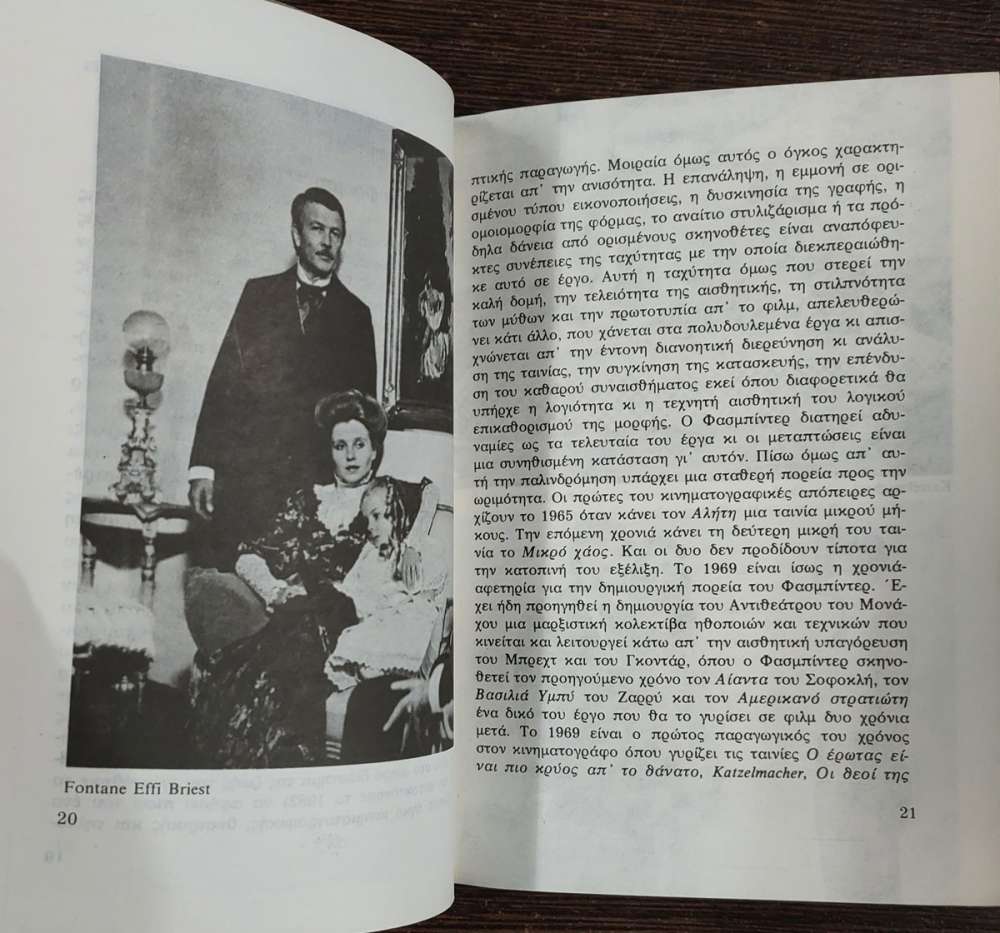 Fontane Effi Briest
20
πτικής παραγωγής. Μοιραία όμως αυτός ο όγκος χαρακτη-
ρίζεται απ' την ανισότητα. Η επανάληψη, η εμμονή σε ορι-
σμένου τύπου εικονοποιήσεις, η δυσκινησία της γραφής, η
ομοιομορφία της φόρμας, το αναίτιο στυλιζάρισμα ή τα πρό-
δηλα δάνεια από ορισμένους σκηνοθέτες είναι αναπόφευ-
κτες συνέπειες της ταχύτητας με την οποία διεκπεραιώθη-
κε αυτό σε έργο. Αυτή η ταχύτητα όμως που στερεί την
καλή δομή, την τελειότητα της αισθητικής, τη στιλπνότητα
των μύθων και την πρωτοτυπία απ' το φιλμ, απελευθερώ-
νει κάτι άλλο, που χάνεται στα πολυδουλεμένα έργα κι απισ-
χνώνεται απ' την έντονη διανοητική διερεύνηση κι ανάλυ-
ση της ταινίας, την συγκίνηση της κατασκευής, την επένδυ-
ση του καθαρού συναισθήματος εκεί όπου διαφορετικά θα
υπήρχε η λογιότητα κι η τεχνητή αισθητική του λογικού
επικαθορισμού της μορφής. Ο Φασμπίντερ διατηρεί αδυ-
ναμίες ως τα τελευταία του έργα κι οι μεταπτώσεις είναι
μια συνηθισμένη κατάσταση γι' αυτόν. Πίσω όμως απ' αυ-
τή την παλινδρόμηση υπάρχει μια σταθερή πορεία προς την
ωριμότητα. Οι πρώτες του κινηματογραφικές απόπειρες αρ-
χίζουν το 1965 όταν κάνει τον Αλήτη μια ταινία μικρού μή-
κους. Την επόμενη χρονιά κάνει τη δεύτερη μικρή του ται-
νία το Μικρό χάος. Και οι δυο δεν προδίδουν τίποτα για
την κατοπινή του εξέλιξη. Το 1969 είναι ίσως η χρονιά-
αφετηρία για την δημιουργική πορεία του Φασμπίντερ. Έ-
χει ήδη προηγηθεί η δημιουργία του Αντιθεάτρου του Μονά-
χου μια μαρξιστική κολεκτίβα ηθοποιών και τεχνικών που
κινείται και λειτουργεί κάτω απ' την αισθητική υπαγόρευση
του Μπρεχτ και του Γκοντάρ, όπου ο Φασμπίντερ σκηνο-
θετεί τον προηγούμενο χρόνο τον Αίαντα του Σοφοκλή, τον
Βασιλιά Υμπύ του Ζαρρύ και τον Αμερικανό στρατιώτη
ένα δικό του έργο που θα το γυρίσει σε φιλμ δυο χρόνια
μετά. Το 1969 είναι ο πρώτος παραγωγικός του χρόνος
στον κινηματογράφο όπου γυρίζει τις ταινίες Ο έρωτας εί-
ναι πιο κρύος απ' το θάνατο, Katzelmacher, Οι θεοί της
21